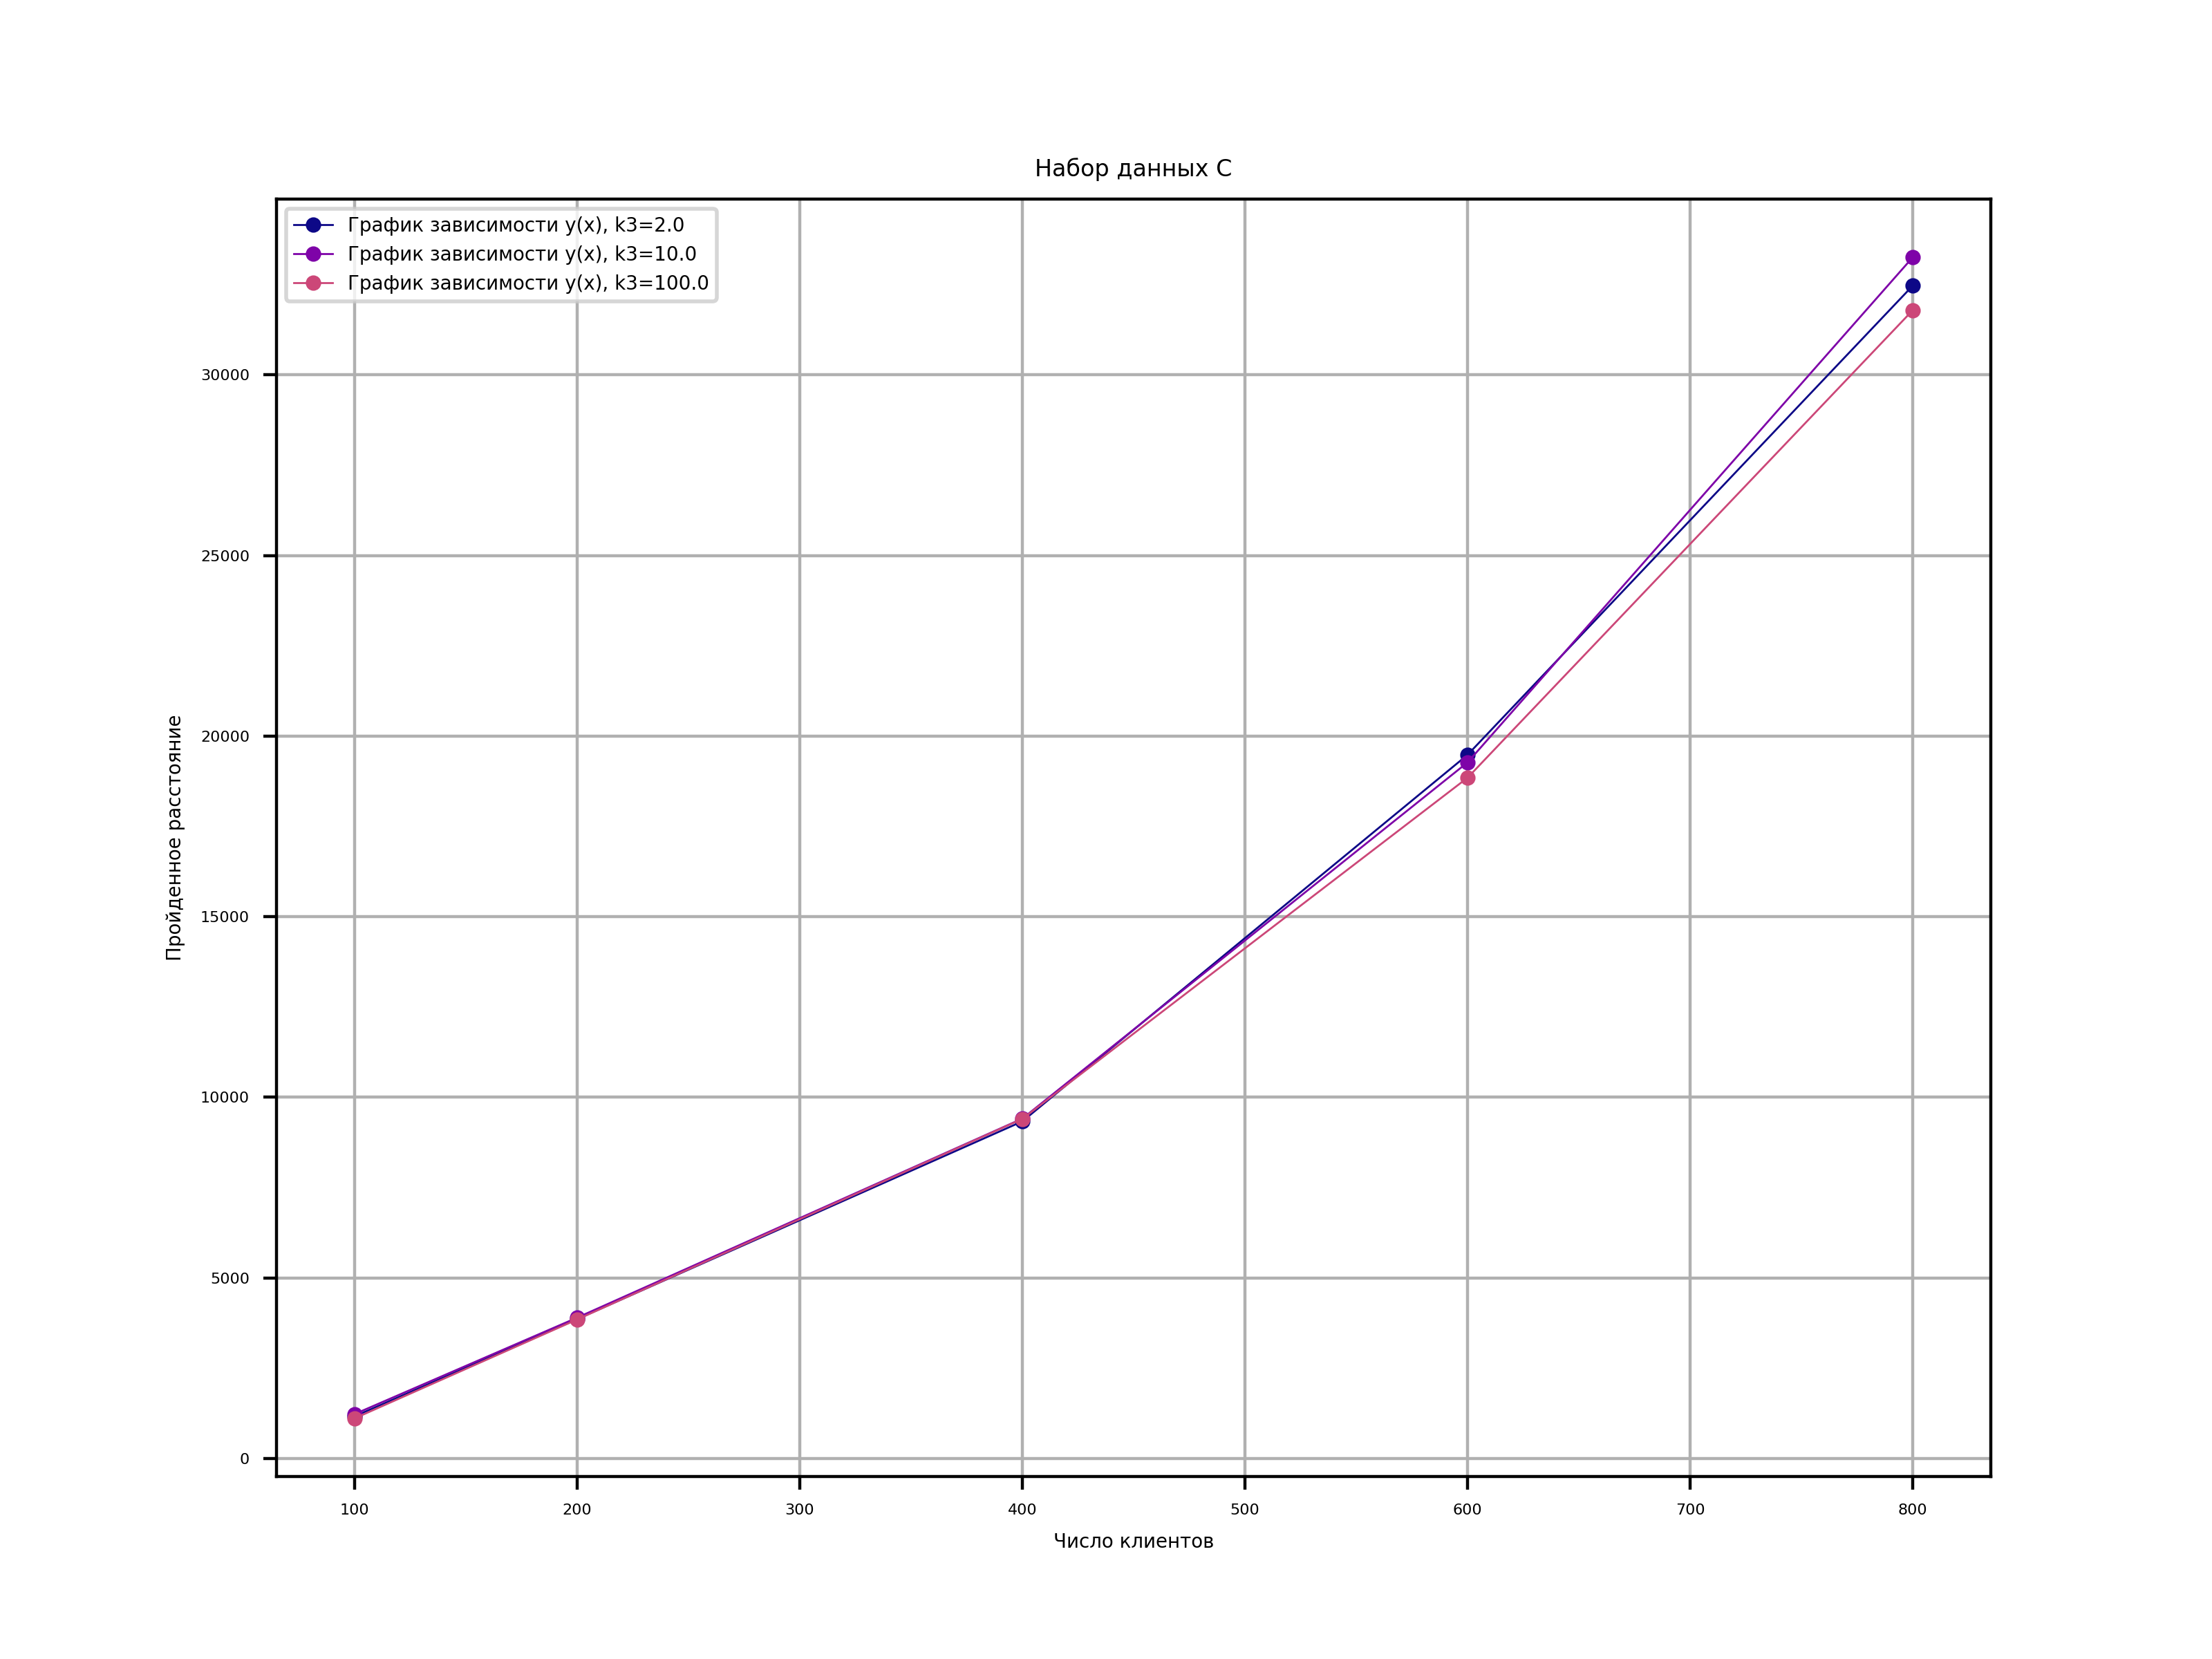 Набор данных C
График зависимости y(x), k3=2.0
График зависимости y(x), k3=10.0
График зависимости y(x), k3=100.0
30000
25000
20000
15000
10000
5000
0
Пройденное расстояние
100 200 300 400 500 600 700 800
Число клиентов